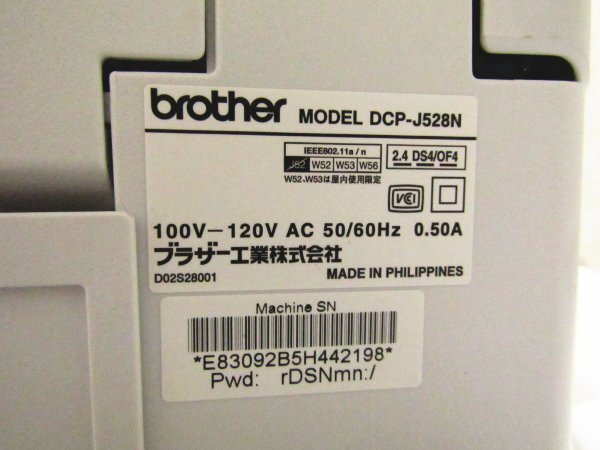 brother MODEL DCP-J528N
IEEE802.11a/n
J52 W52 W53 W56
2.4 DS4/OF4
W52、W53は屋内使用限定
VCI
100V－120V AC 50/60Hz 0.50A
ブラザー工業株式会社
D02S28001 MADE IN PHILIPPINES
Machine SN
*E83092B5H442198*
Pwd: rDSNmn:/